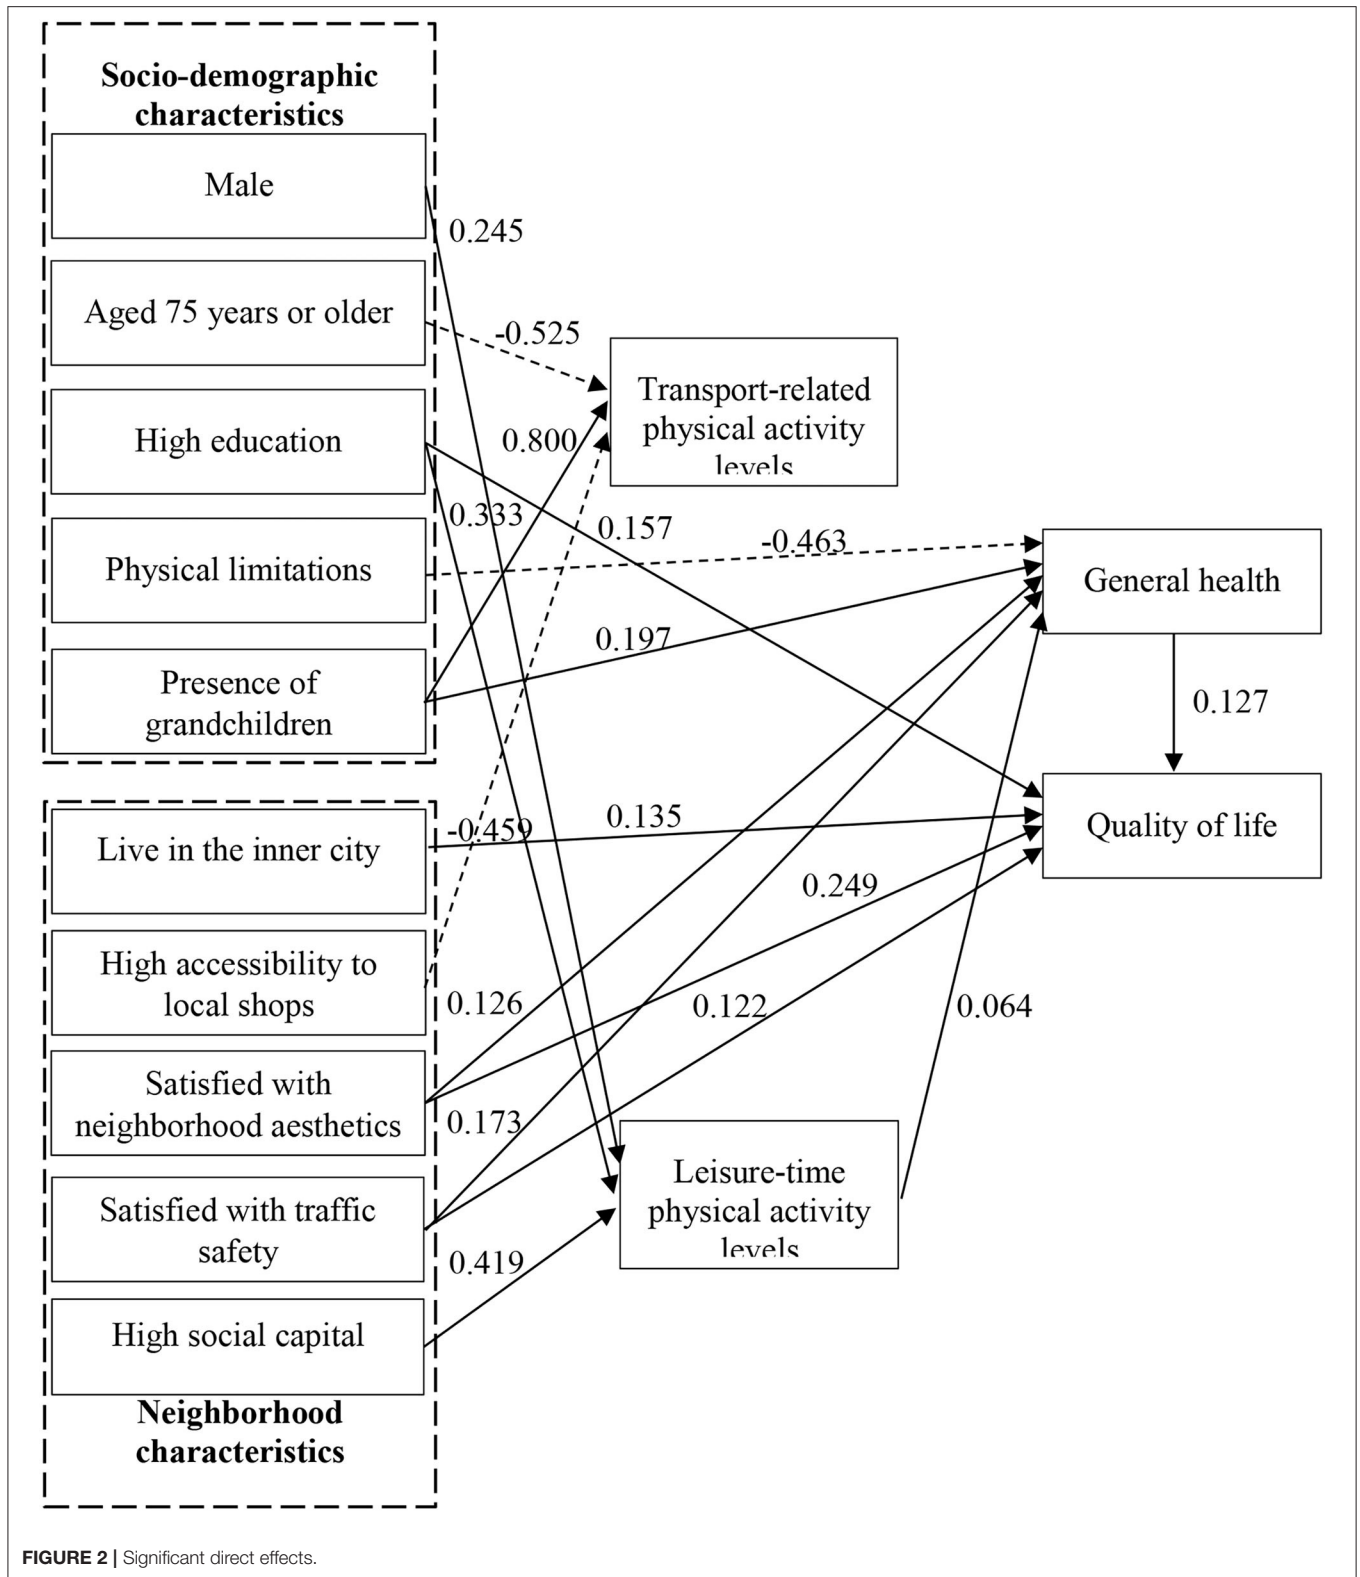 Socio-demographic
characteristics
Male
0.245
Aged 75 years or older
-0.525
Transport-related
physical activity
levels
High education
0.800
0.333
0.157
-0.463
Physical limitations
General health
0.197
Presence of
grandchildren
0.127
Live in the inner city
-0.459
0.135
Quality of life
0.249
High accessibility to
local shops
0.126
0.122
0.064
Satisfied with
neighborhood aesthetics
0.173
Leisure-time
physical activity
levels
Satisfied with traffic
safety
0.419
High social capital
Neighborhood
characteristics
FIGURE 2 | Significant direct effects.